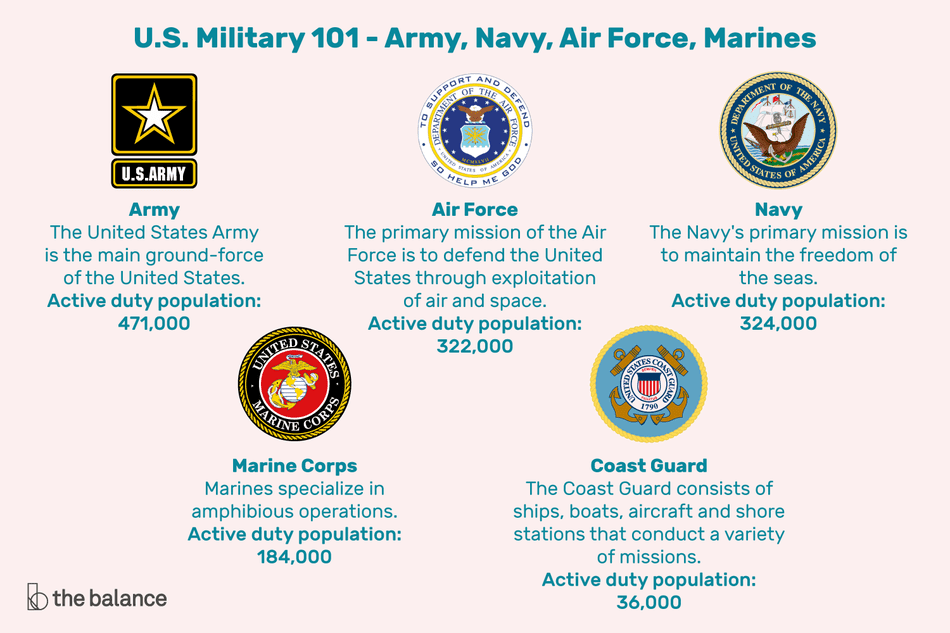 U.S. Military 101 - Army, Navy, Air Force, Marines
U.S.ARMY
Army
The United States Army
is the main ground-force
of the United States.
Active duty population:
471,000
TO SUPPORT AND DEFEND
DEPARTMENT OF THE AIR FORCE
MCMXLVII
UNITED STATES OF AMERICA
SO HELP ME GOD
Air Force
The primary mission of the Air
Force is to defend the United
States through exploitation
of air and space.
Active duty population:
322,000
DEPARTMENT OF THE NAVY
UNITED STATES OF AMERICA
Navy
The Navy's primary mission is
to maintain the freedom of
the seas.
Active duty population:
324,000
UNITED STATES
MARINE CORPS
Marine Corps
Marines specialize in
amphibious operations.
Active duty population:
184,000
UNITED STATES COAST GUARD
1790
Coast Guard
The Coast Guard consists of
ships, boats, aircraft and shore
stations that conduct a variety
of missions.
Active duty population:
36,000
the balance